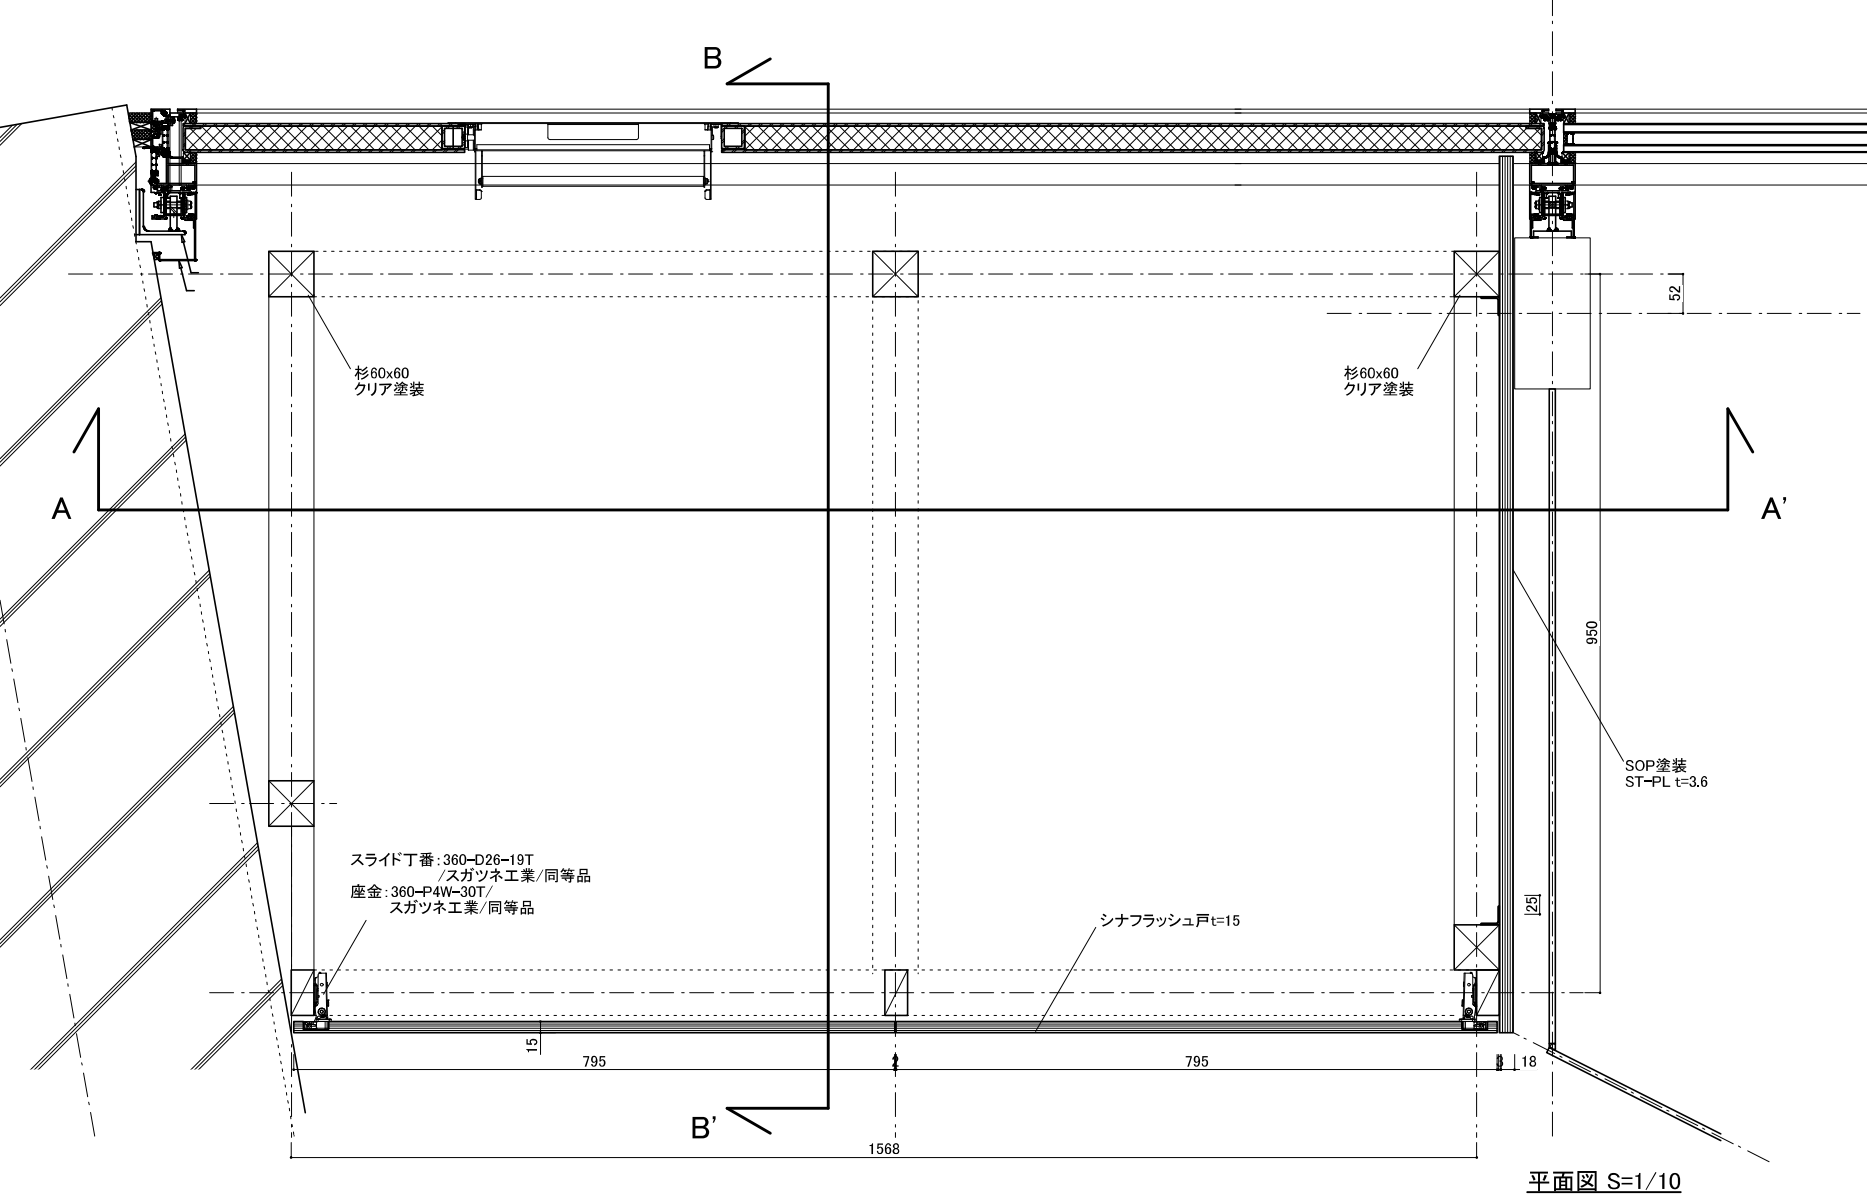 B
52
杉60x60
クリア塗装
杉60x60
クリア塗装
A
A'
950
SOP塗装
ST-PL t=3.6
スライド丁番:360-D26-19T
/スガツネ工業/同等品
座金:360-P4W-30T/
スガツネ工業/同等品
25
シナフラッシュ戸t=15
15
795
2
795
3
18
B'
1568
平面図 S=1/10